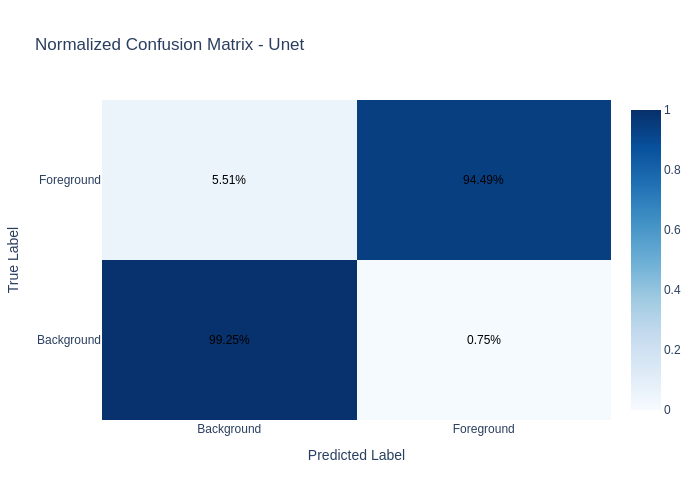 Normalized Confusion Matrix - Unet
True Label
Foreground
5.51%
94.49%
Background
99.25%
0.75%
Background
Foreground
Predicted Label
1
0.8
0.6
0.4
0.2
0